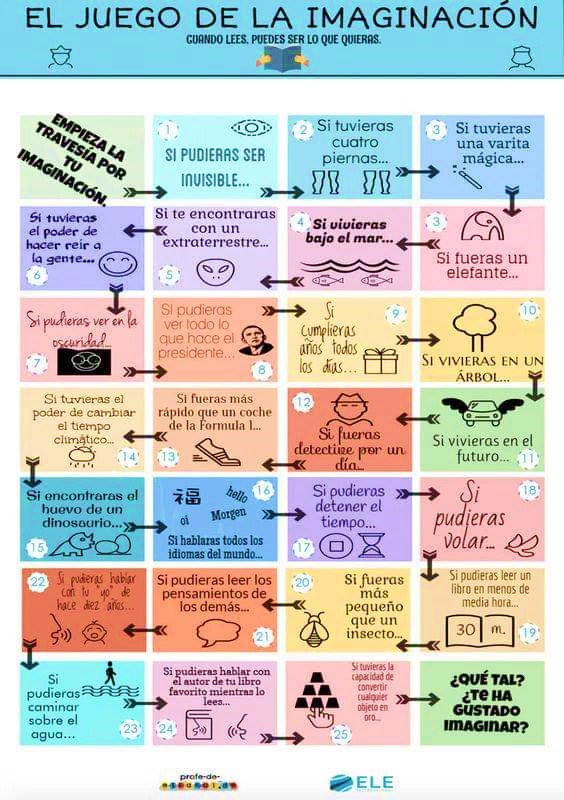 EL JUEGO DE LA IMAGINACIÓN
CUANDO LEES, PUEDES SER LO QUE QUIERAS.
EMPIEZA LA
TRAVESÍA POR
TU
IMAGINACIÓN.
1
SI PUDIERAS SER
INVISIBLE...
2
Si tuvieras
cuatro
piernas...
3
Si tuvieras
una varita
mágica...
3
Si fueras un
elefante...
4
Si vivieras
bajo el mar...
Si te encontraras
con un
extraterrestre...
5
Si tuvieras
el poder de
hacer reír a
la gente...
6
Si pudieras ver en la
oscuridad...
7
SI pudieras
ver todo lo
que hace el
presidente...
8
Si
cumplieras
años todos
los días...
9
10
SI VIVIERAS EN UN
ÁRBOL...
Si vivieras en el
futuro...
11
12
Si fueras
detective por un
día...
Si fueras más
rápido que un coche
de la Formula 1...
13
Si tuvieras el
poder de cambiar
el tiempo
climático...
14
Si encontraras el
huevo de un
dinosaurio...
15
福
hello
16
oi
Morgen
Si hablaras todos los
idiomas del mundo...
Si pudieras
detener el
tiempo...
17
18
Si
pudieras
volar...
Si pudieras leer un
libro en menos de
media hora...
30 m.
19
20
Si fueras
más
pequeño
que un
insecto...
Si pudieras leer los
pensamientos de
los demás...
21
22
Si pudieras hablar
con tu "yo" de
hace diez años...
Si
pudieras
caminar
sobre el
agua...
23
Si pudieras hablar con
el autor de tu libro
favorito mientras lo
lees...
24
Si tuvieras la
capacidad de
convertir
cualquier
objeto en
oro...
25
¿QUÉ TAL?
¿TE HA
GUSTADO
IMAGINAR?
profe-de-
espanol.de
ELE